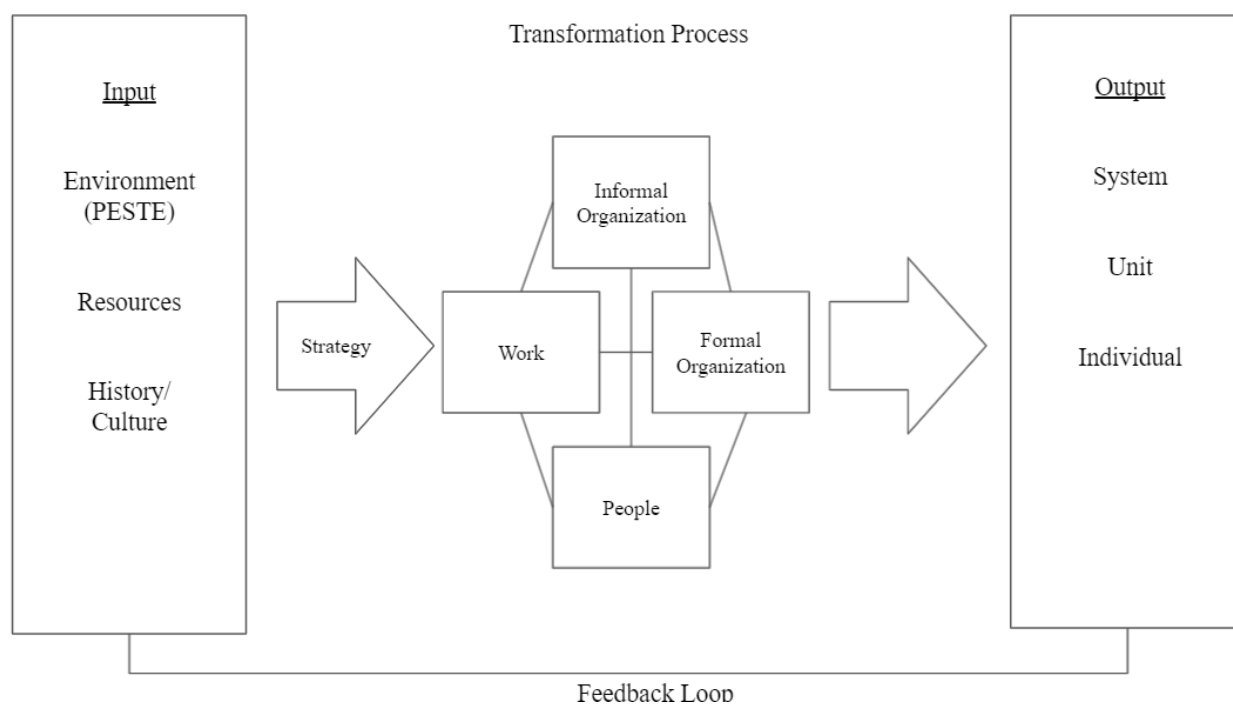 Transformation Process
Input
Environment
(PESTE)
Resources
History/
Culture
Strategy
Informal
Organization
Work
Formal
Organization
People
Output
System
Unit
Individual
Feedback Loop